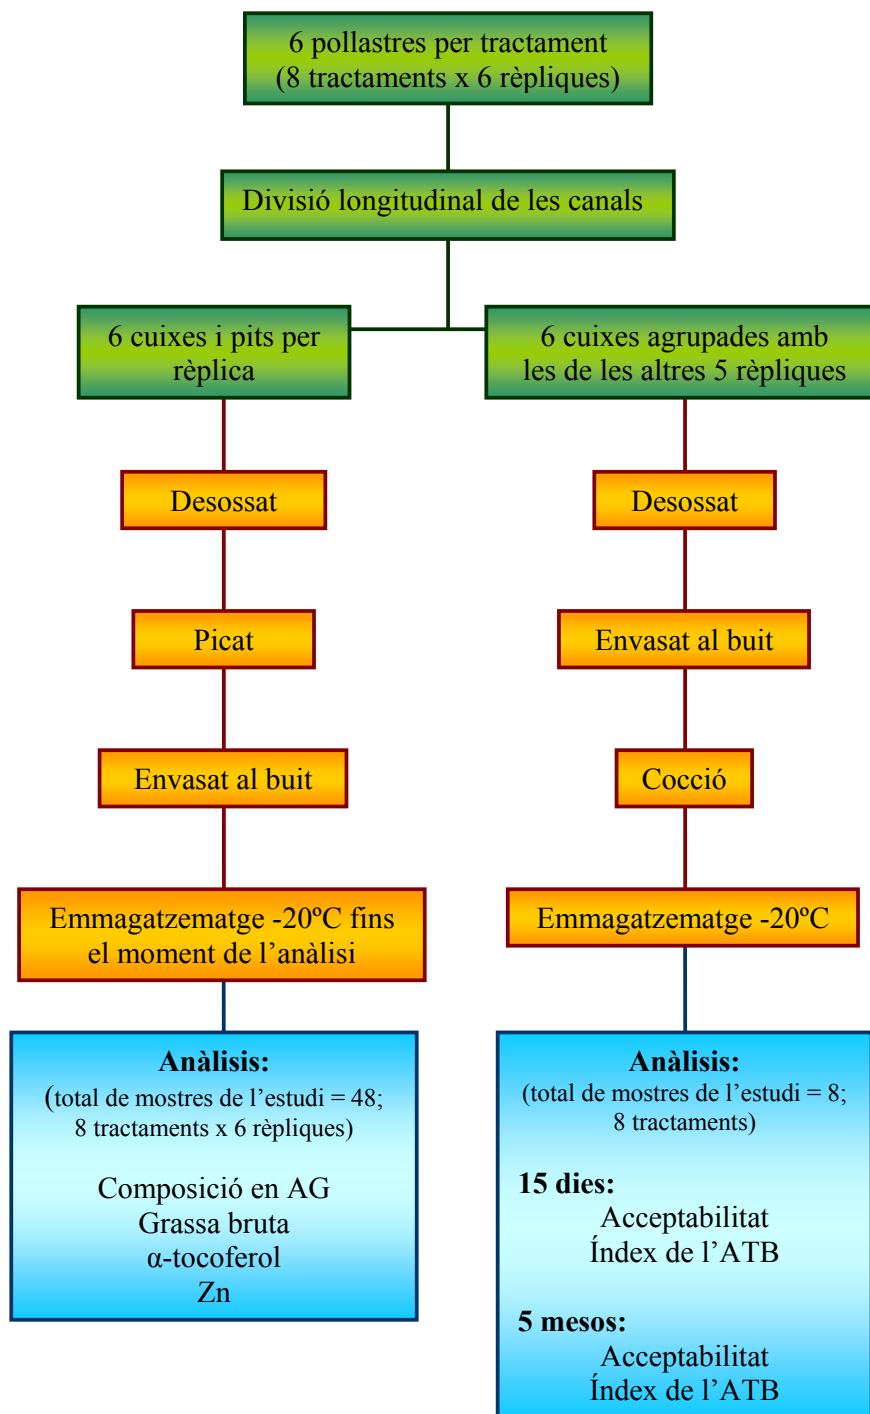 6 pollastres per tractament
(8 tractaments x 6 rèpliques)
Divisió longitudinal de les canals
6 cuixes i pits per
rèplica
Desossat
Picat
Envasat al buit
Emmagatzematge -20ºC fins
el moment de l’anàlisi
Anàlisis:
(total de mostres de l’estudi = 48;
8 tractaments x 6 rèpliques)
Composició en AG
Grassa bruta
α-tocoferol
Zn
6 cuixes agrupades amb
les de les altres 5 rèpliques
Desossat
Envasat al buit
Cocció
Emmagatzematge -20ºC
Anàlisis:
(total de mostres de l’estudi = 8;
8 tractaments)
15 dies:
Acceptabilitat
Índex de l’ATB
5 mesos:
Acceptabilitat
Índex de l’ATB